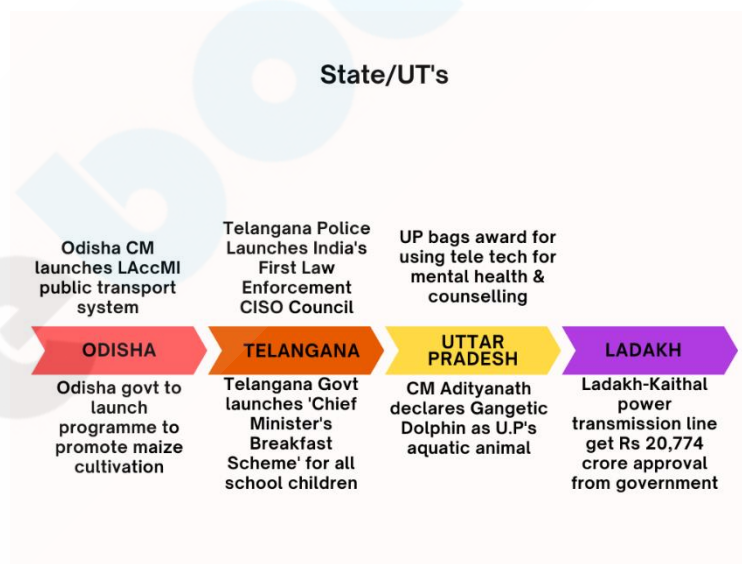 State/UT's
Odisha CM
launches LAccMI
public transport
system
Telangana Police
Launches India's
First Law
Enforcement
CISO Council
UP bags award for
using tele tech for
mental health &
counselling
ODISHA
TELANGANA
UTTAR
PRADESH
LADAKH
Odisha govt to
launch
programme to
promote maize
cultivation
Telangana Govt
launches 'Chief
Minister's
Breakfast
Scheme' for all
school children
CM Adityanath
declares Gangetic
Dolphin as U.P's
aquatic animal
Ladakh-Kaithal
power
transmission line
get Rs 20,774
crore approval
from government